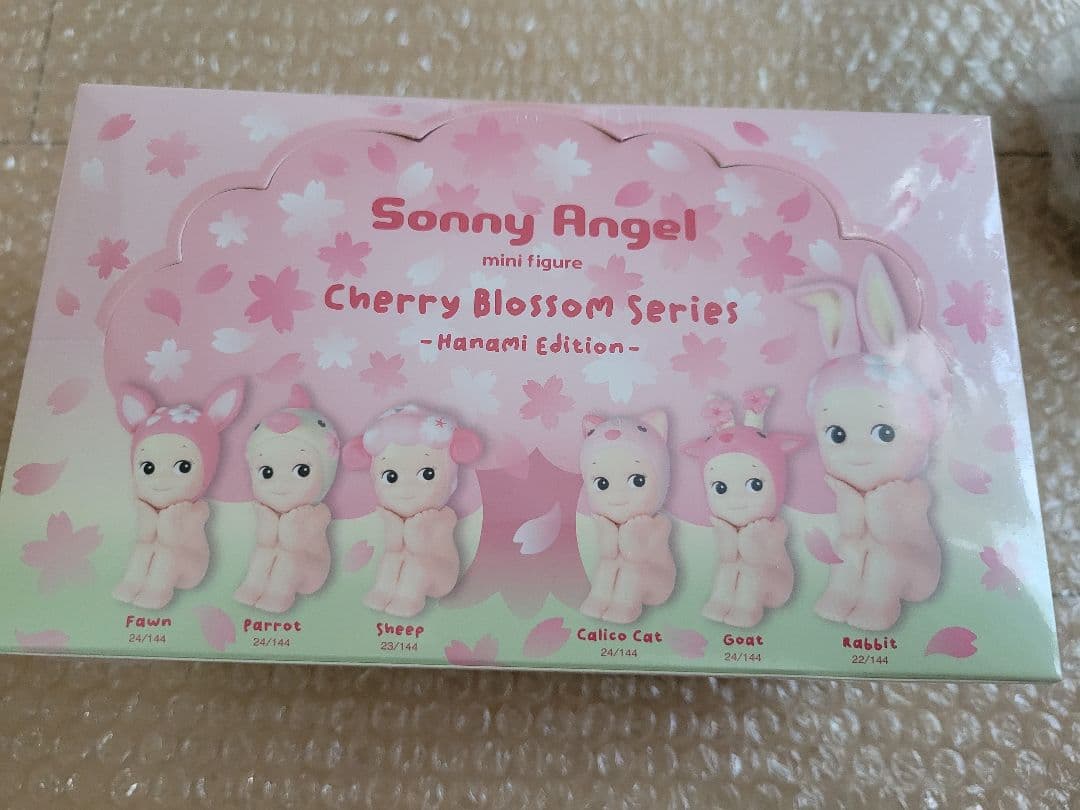 Sonny Angel
mini figure
Cherry Blossom Series
-Hanami Edition-
Fawn
24/144
Parrot
24/144
Sheep
23/144
Calico Cat
24/144
Goat
24/144
Rabbit
22/144